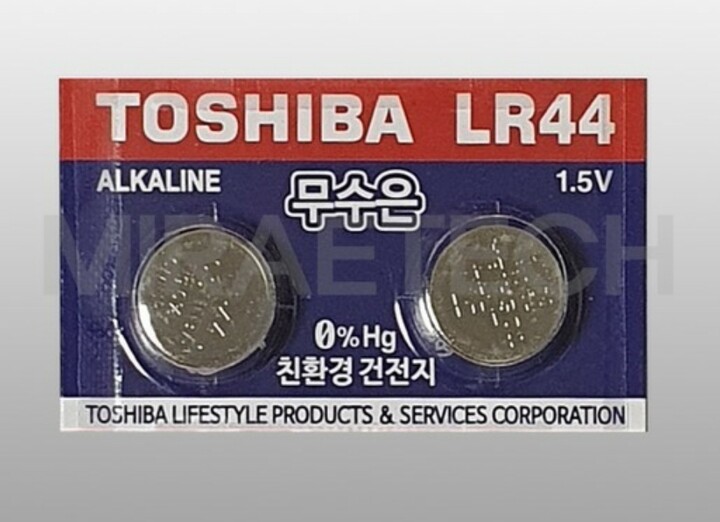 TOSHIBA LR44
ALKALINE
무수은
1.5V
MIRAETECH
0%Hg
친환경 건전지
TOSHIBA LIFESTYLE PRODUCTS & SERVICES CORPORATION